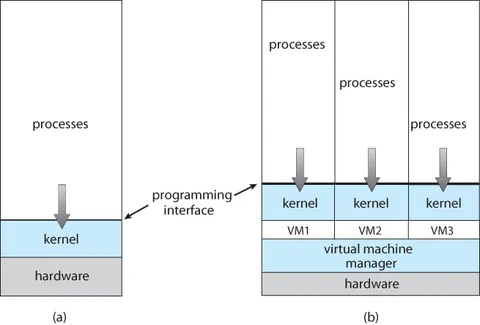 processes
kernel
hardware
(a)
programming
interface
processes
processes
processes
kernel
kernel
kernel
VM1
VM2
VM3
virtual machine
manager
hardware
(b)